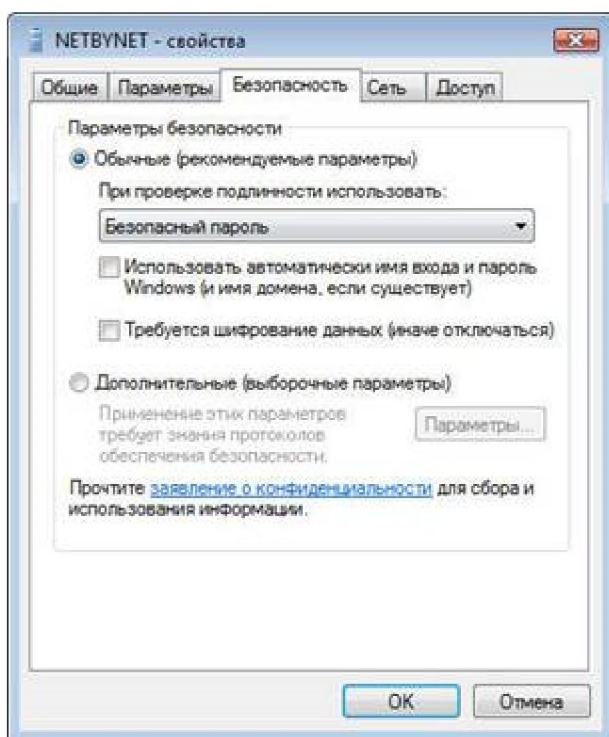 NETBYNET - свойства
Общие Параметры Безопасность Сеть Доступ
Параметры безопасности
Обычные (рекомендуемые параметры)
При проверке подлинности использовать:
Безопасный пароль
Использовать автоматически имя входа и пароль
Windows (и имя домена, если существует)
Требуется шифрование данных (иначе отключаться)
Дополнительные (выборочные параметры)
Применение этих параметров
требует знания протоколов
обеспечения безопасности.
Параметры...
Прочтите заявление о конфиденциальности для сбора и
использования информации.
OK Отмена